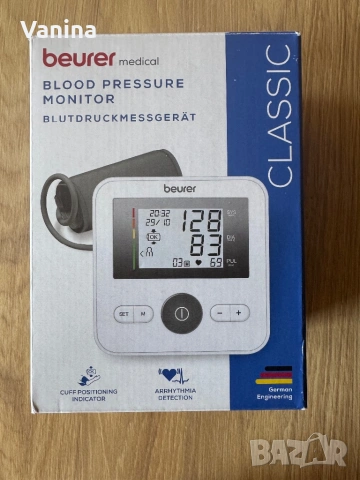 Vanina
beurer medical
BLOOD PRESSURE
MONITOR
BLUTDRUCKMESSGERÄT
CLASSIC
beurer
20:32
29/10
128
83
OK
03
69
PUL
SET
M
-
+
CUFF POSITIONING
INDICATOR
ARRHYTHMIA
DETECTION
German
Engineering
BAZAR